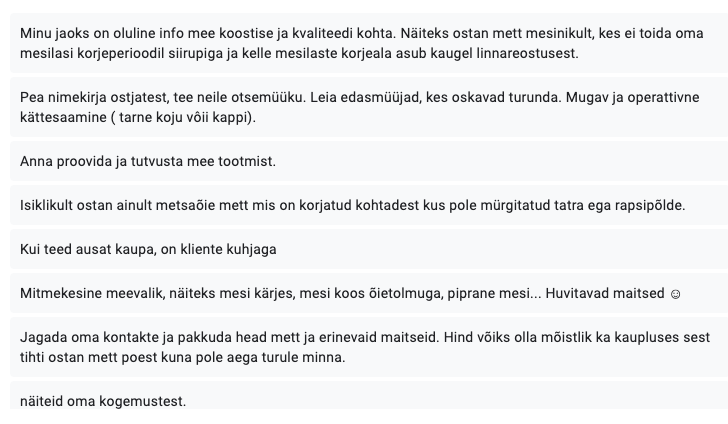 Minu jaoks on oluline info mee koostise ja kvaliteedi kohta. Näiteks ostan mett mesinikult, kes ei toida oma
mesilasi korjeperioodil siirupiga ja kelle mesilaste korjeala asub kaugel linnareostusest.
Pea nimekirja ostjatest, tee neile otsemüüku. Leia edasmüüjad, kes oskavad turunda. Mugav ja operattivne
kättesaamine ( tarne koju vôii kappi).
Anna proovida ja tutvusta mee tootmist.
Isiklikult ostan ainult metsaõie mett mis on korjatud kohtadest kus pole mürgitatud tatra ega rapsipõlde.
Kui teed ausat kaupa, on kliente kuhjaga
Mitmekesine meevalik, näiteks mesi kärjes, mesi koos õietolmuga, piprane mesi... Huvitavad maitsed ☺
Jagada oma kontakte ja pakkuda head mett ja erinevaid maitseid. Hind võiks olla mõistlik ka kaupluses sest
tihti ostan mett poest kuna pole aega turule minna.
näiteid oma kogemustest.